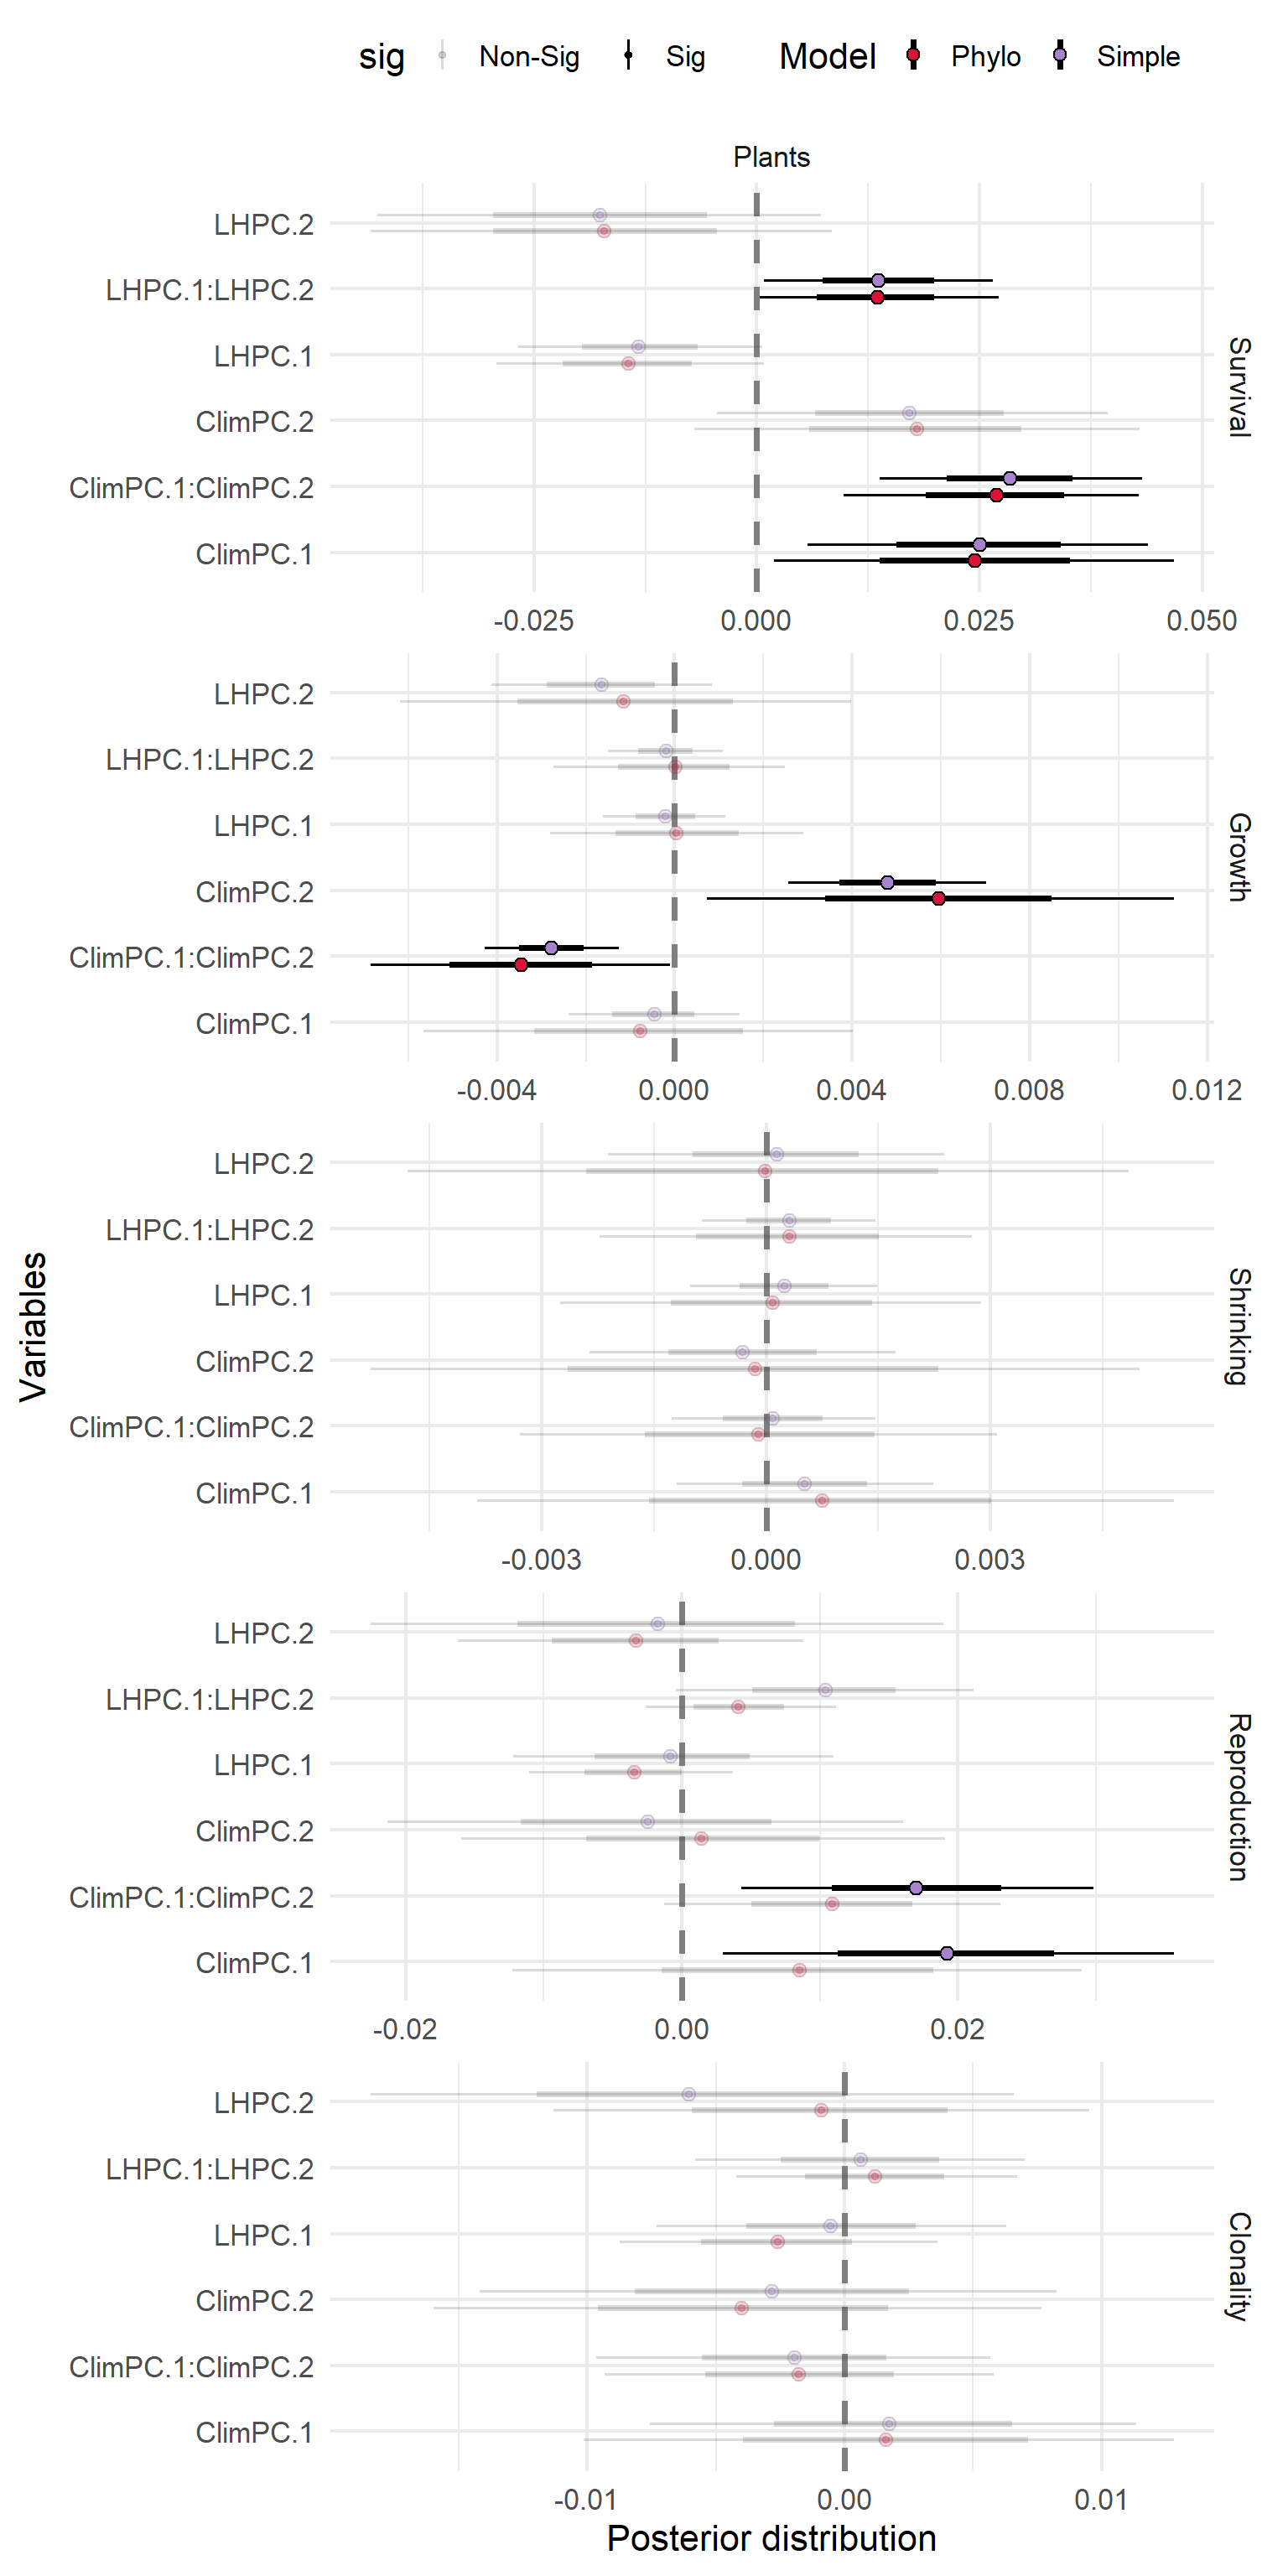 sig Non-Sig Sig Model Phylo Simple
Plants
LHPC.2
LHPC.1:LHPC.2
LHPC.1
ClimPC.2
ClimPC.1:ClimPC.2
ClimPC.1
Survival
-0.025 0.000 0.025 0.050
LHPC.2
LHPC.1:LHPC.2
LHPC.1
ClimPC.2
ClimPC.1:ClimPC.2
ClimPC.1
Growth
-0.004 0.000 0.004 0.008 0.012
Variables
LHPC.2
LHPC.1:LHPC.2
LHPC.1
ClimPC.2
ClimPC.1:ClimPC.2
ClimPC.1
Shrinking
-0.003 0.000 0.003
LHPC.2
LHPC.1:LHPC.2
LHPC.1
ClimPC.2
ClimPC.1:ClimPC.2
ClimPC.1
Reproduction
-0.02 0.00 0.02
LHPC.2
LHPC.1:LHPC.2
LHPC.1
ClimPC.2
ClimPC.1:ClimPC.2
ClimPC.1
Clonality
-0.01 0.00 0.01
Posterior distribution